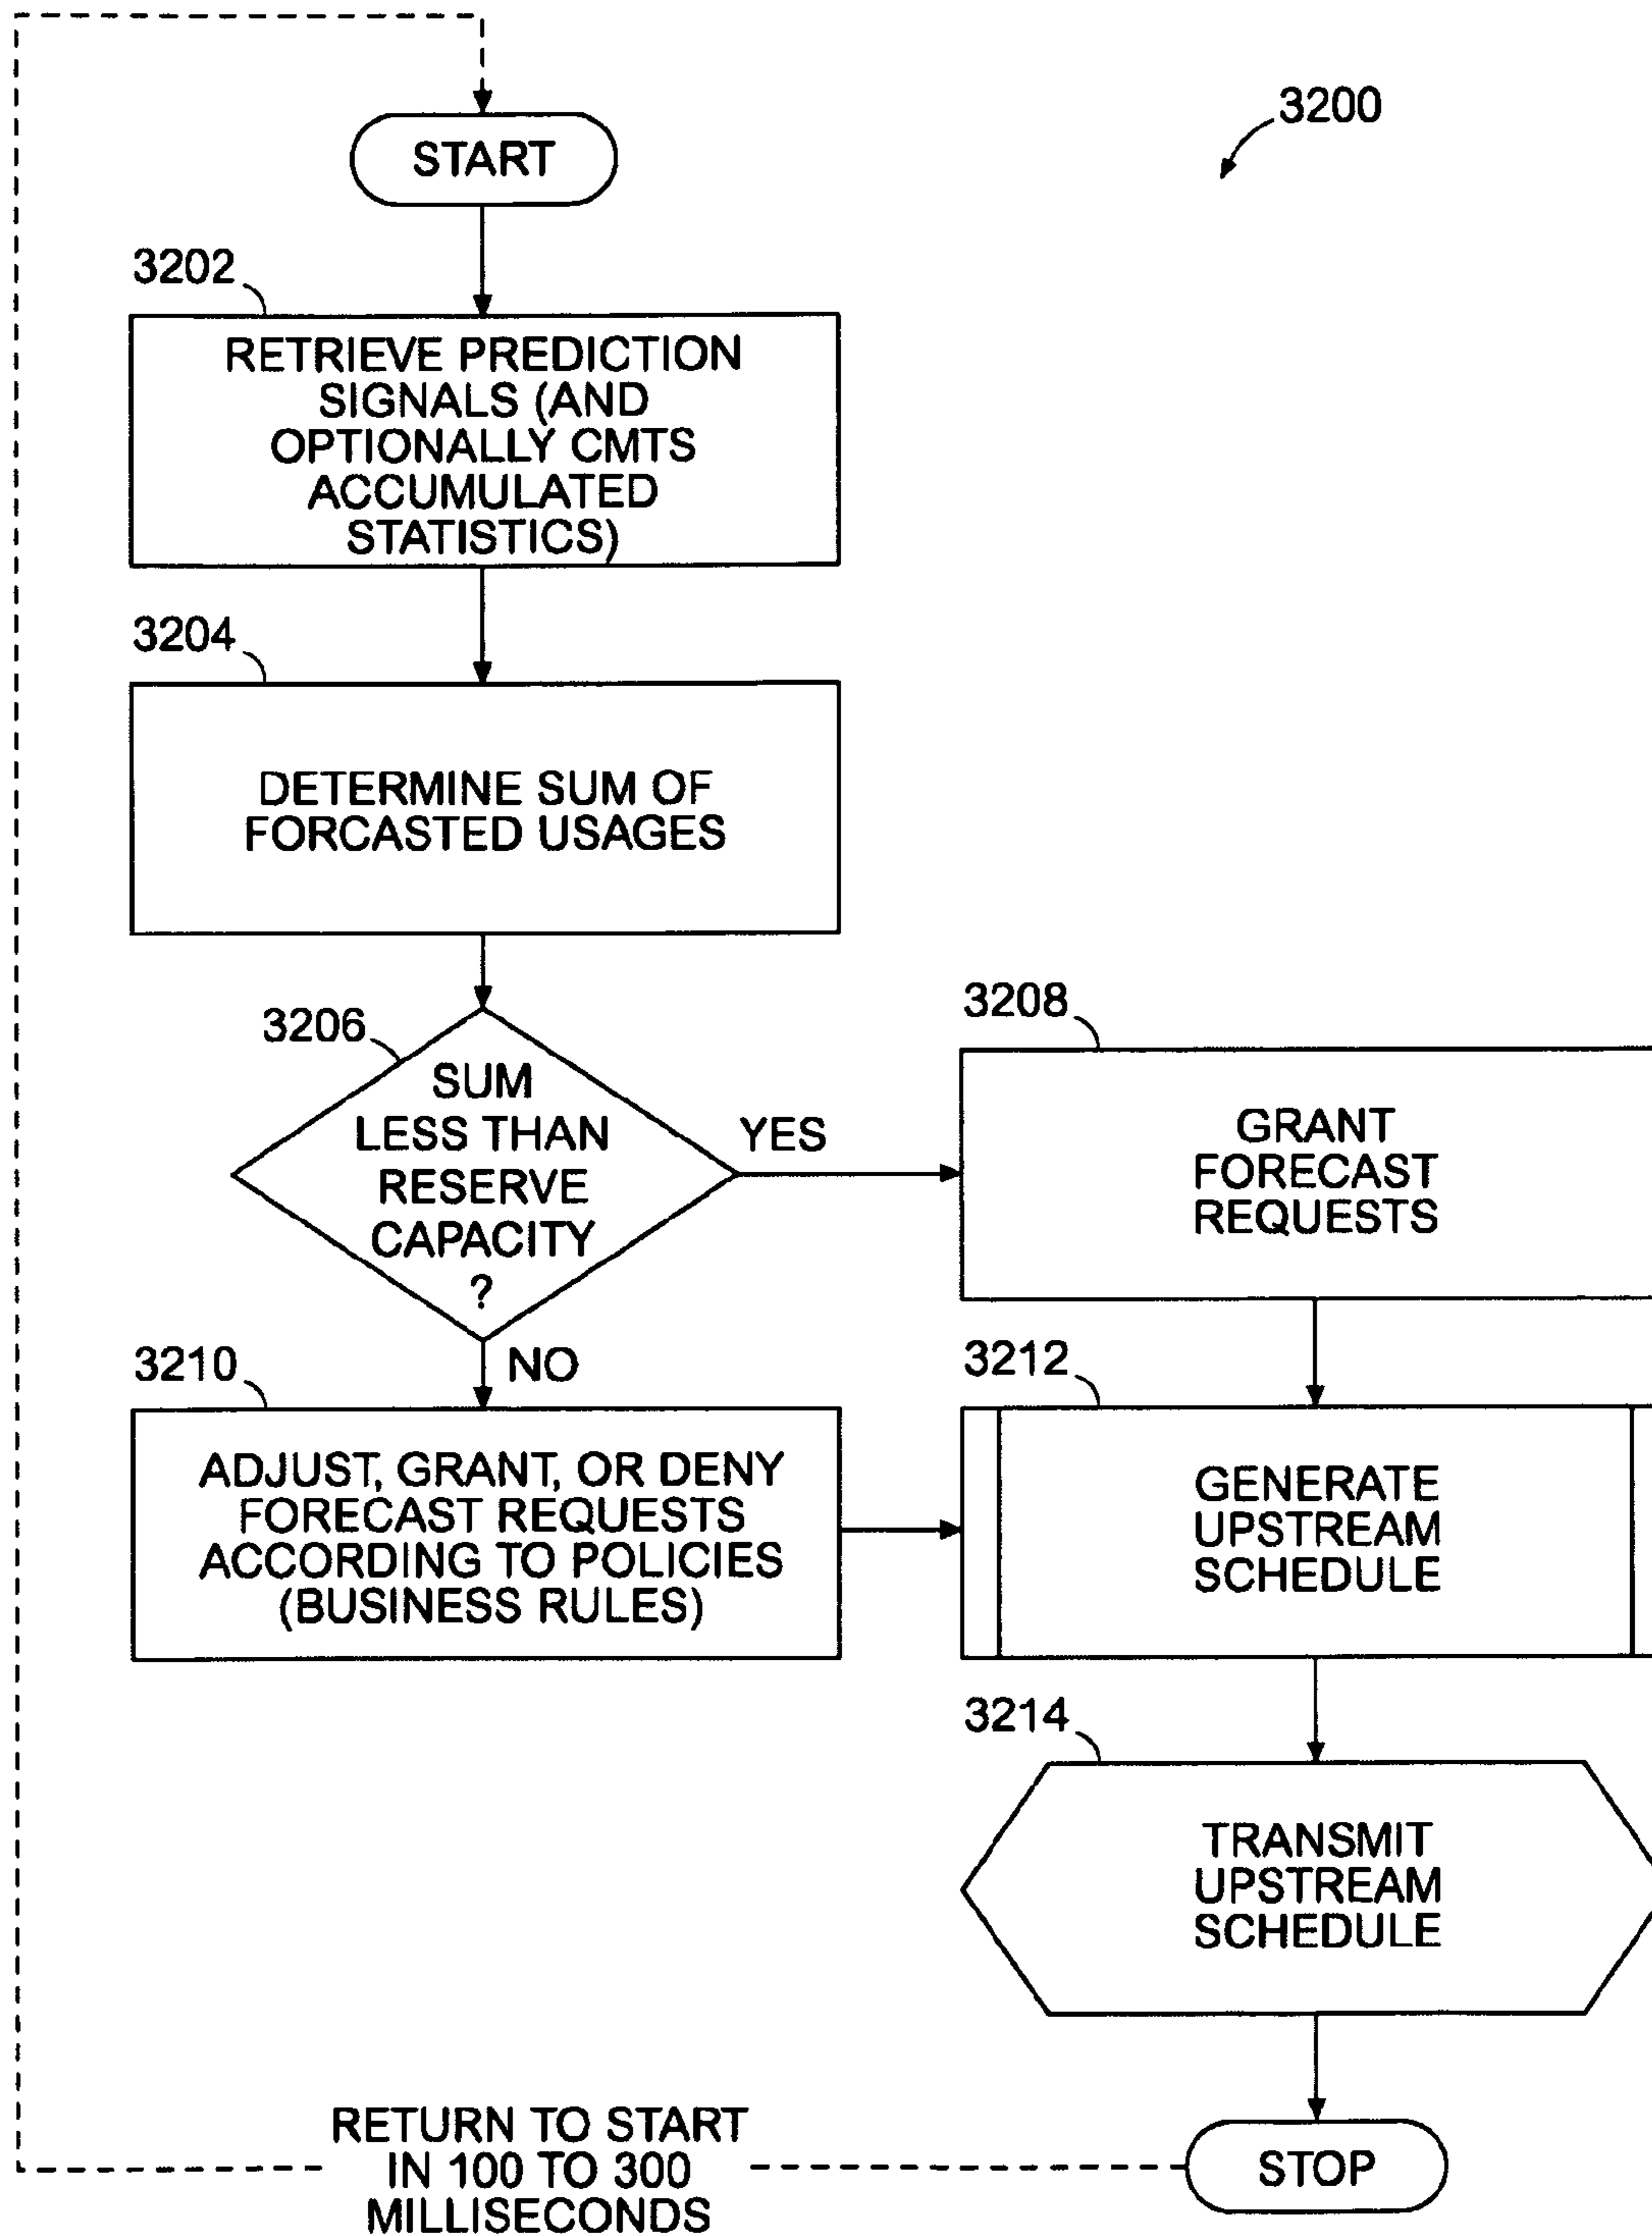 3200
START
3202
RETRIEVE PREDICTION
SIGNALS (AND
OPTIONALLY CMTS
ACCUMULATED
STATISTICS)
3204
DETERMINE SUM OF
FORCASTED USAGES
3206
SUM
LESS THAN
RESERVE
CAPACITY
?
YES
NO
3208
GRANT
FORECAST
REQUESTS
3210
ADJUST, GRANT, OR DENY
FORECAST REQUESTS
ACCORDING TO POLICIES
(BUSINESS RULES)
3212
GENERATE
UPSTREAM
SCHEDULE
3214
TRANSMIT
UPSTREAM
SCHEDULE
STOP
RETURN TO START
IN 100 TO 300
MILLISECONDS